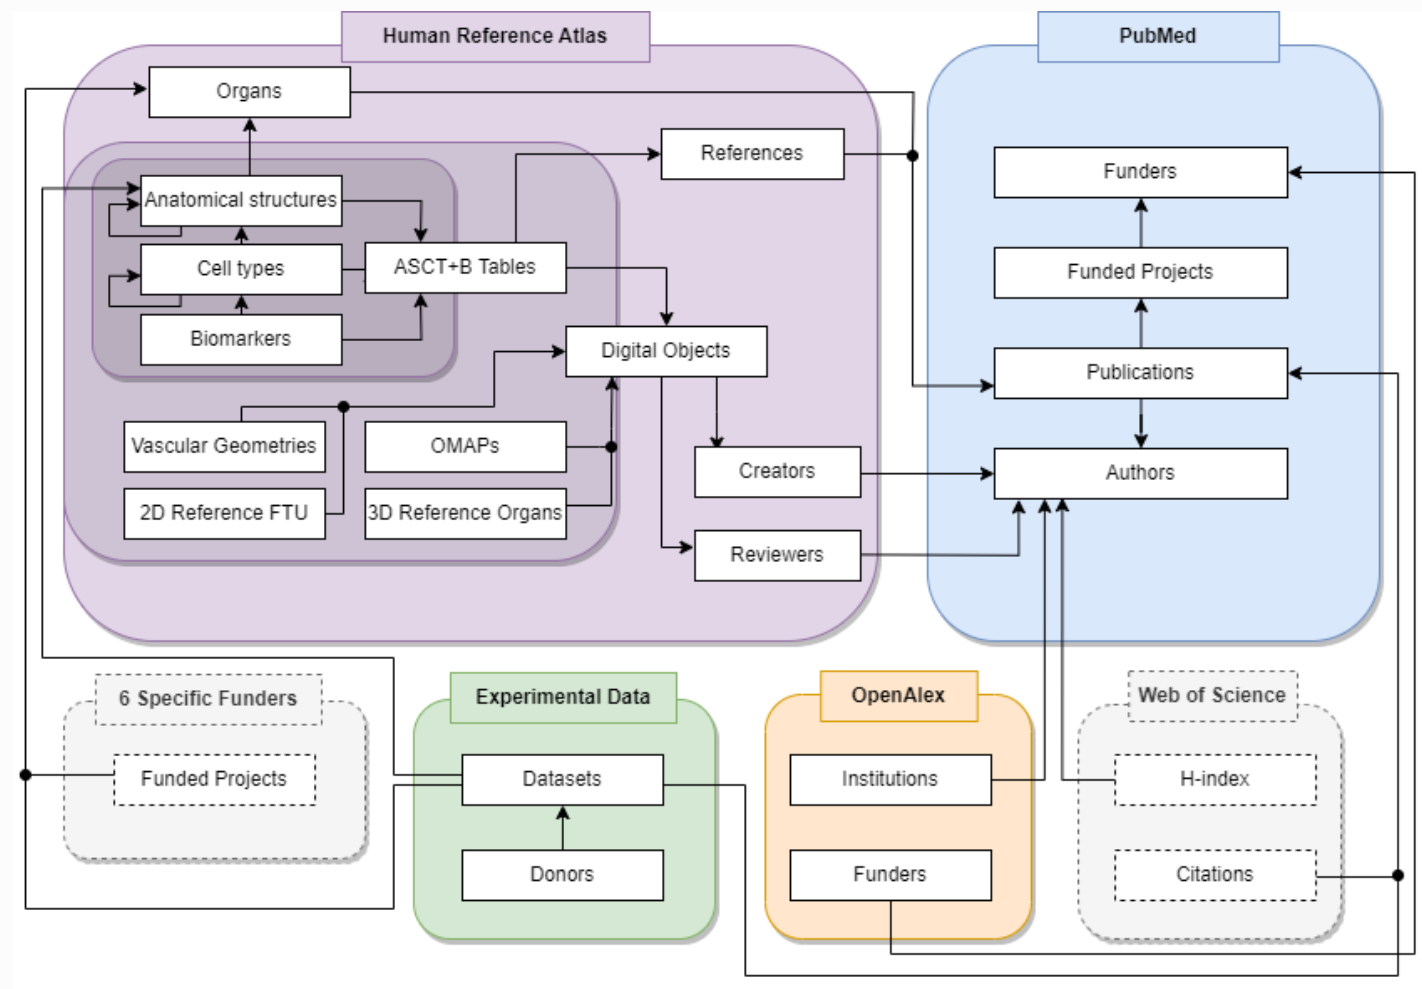 Human Reference Atlas
Organs
References
Anatomical structures
Cell types
ASCT+B Tables
Biomarkers
Digital Objects
Vascular Geometries
OMAPs
2D Reference FTU
3D Reference Organs
Creators
Reviewers
PubMed
Funders
Funded Projects
Publications
Authors
6 Specific Funders
Funded Projects
Experimental Data
Datasets
Donors
OpenAlex
Institutions
Funders
Web of Science
H-index
Citations